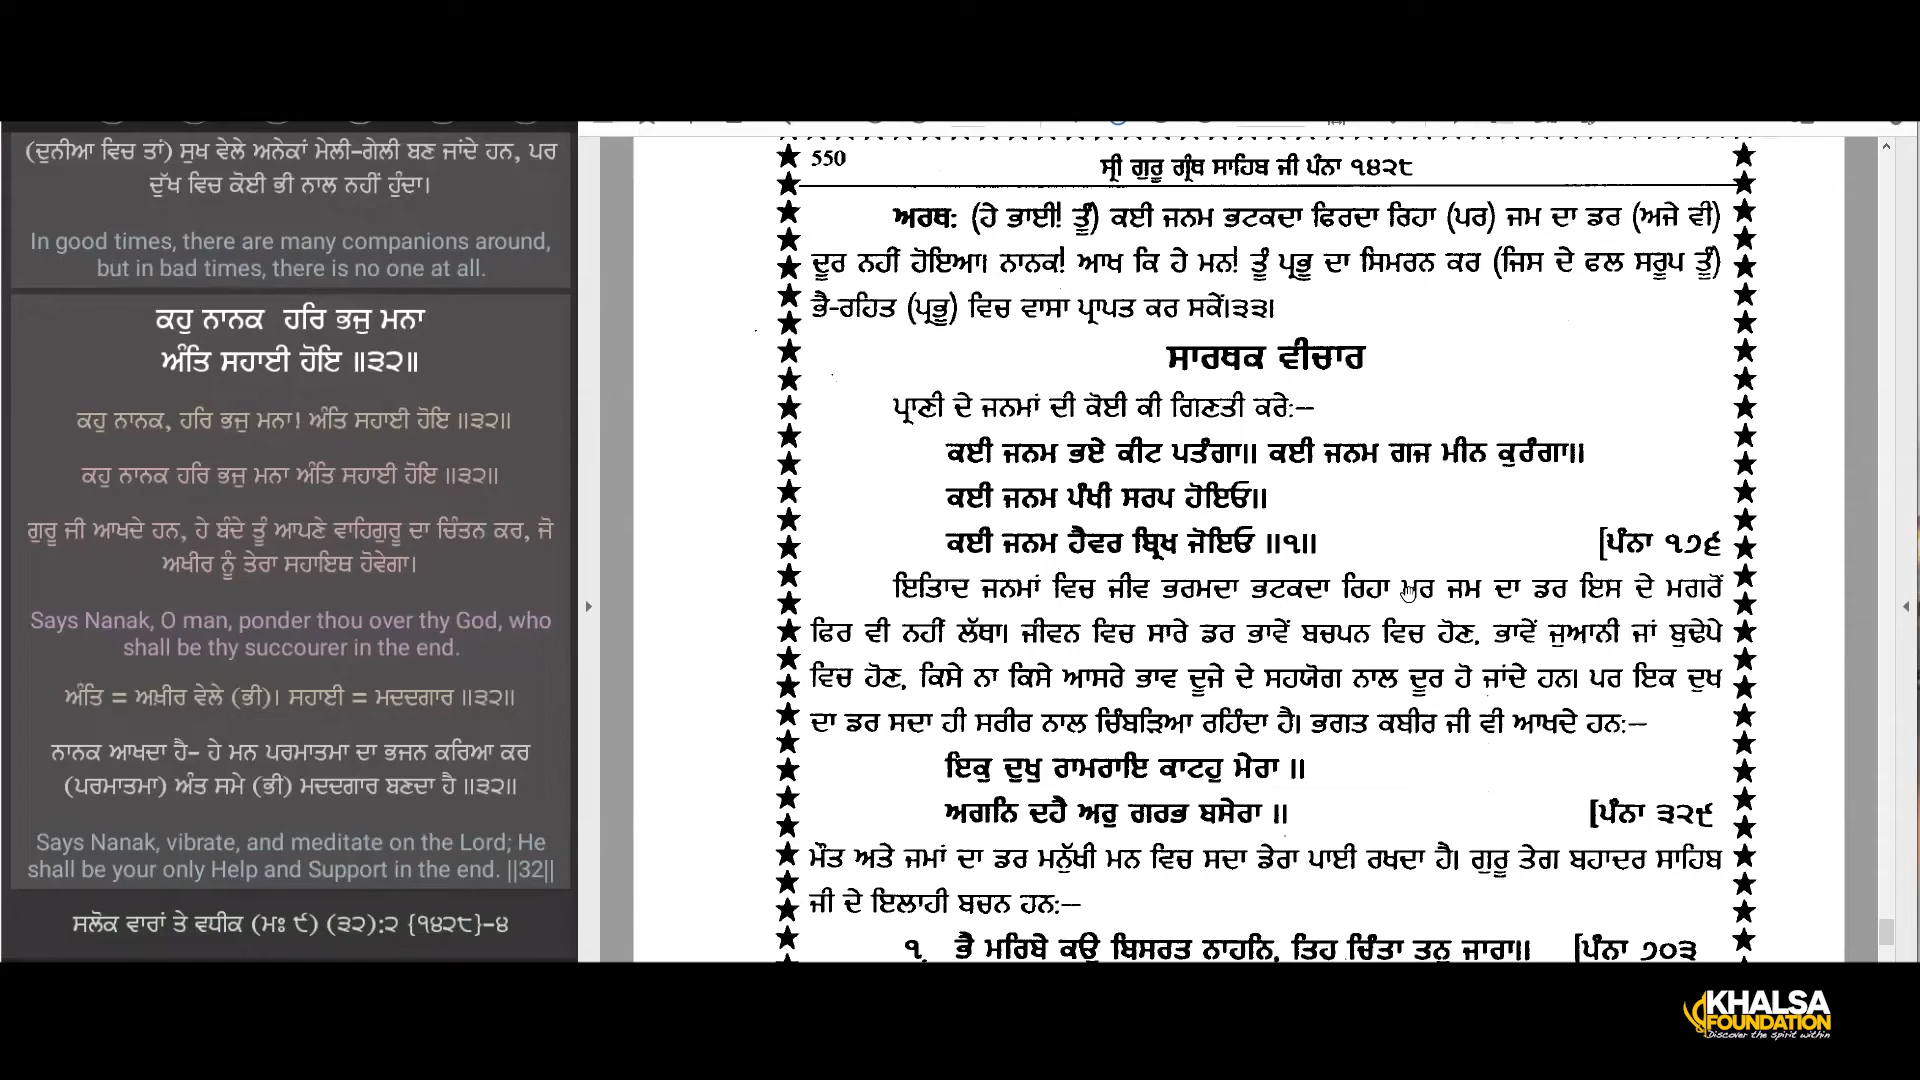 (ਦੁਨੀਆ ਵਿਚ ਤਾਂ) ਸੁਖ ਵੇਲੇ ਅਨੇਕਾਂ ਮੇਲੀ-ਗੇਲੀ ਬਣ ਜਾਂਦੇ ਹਨ, ਪਰ
ਦੁੱਖ ਵਿਚ ਕੋਈ ਭੀ ਨਾਲ ਨਹੀਂ ਹੁੰਦਾ।
In good times, there are many companions around,
but in bad times, there is no one at all.
ਕਹੁ ਨਾਨਕ ਹਰਿ ਭਜੁ ਮਨਾ
ਅੰਤਿ ਸਹਾਈ ਹੋਇ ॥੩੨॥
ਕਹੁ ਨਾਨਕ, ਹਰਿ ਭਜੁ ਮਨਾ! ਅੰਤਿ ਸਹਾਈ ਹੋਇ ॥੩੨॥
ਕਹੁ ਨਾਨਕ ਹਰਿ ਭਜੁ ਮਨਾ ਅੰਤਿ ਸਹਾਈ ਹੋਇ ॥੩੨॥
ਗੁਰੂ ਜੀ ਆਖਦੇ ਹਨ, ਹੇ ਬੰਦੇ ਤੂੰ ਆਪਣੇ ਵਾਹਿਗੁਰੂ ਦਾ ਚਿੰਤਨ ਕਰ, ਜੋ
ਅਖੀਰ ਨੂੰ ਤੇਰਾ ਸਹਾਇਥ ਹੋਵੇਗਾ।
Says Nanak, O man, ponder thou over thy God, who
shall be thy succourer in the end.
ਅੰਤਿ = ਅਖ਼ੀਰ ਵੇਲੇ (ਭੀ)। ਸਹਾਈ = ਮਦਦਗਾਰ ॥੩੨॥
ਨਾਨਕ ਆਖਦਾ ਹੈ- ਹੇ ਮਨ ਪਰਮਾਤਮਾ ਦਾ ਭਜਨ ਕਰਿਆ ਕਰ
(ਪਰਮਾਤਮਾ) ਅੰਤ ਸਮੇ (ਭੀ) ਮਦਦਗਾਰ ਬਣਦਾ ਹੈ ॥੩੨॥
Says Nanak, vibrate, and meditate on the Lord; He
shall be your only Help and Support in the end. ||32||
ਸਲੋਕ ਵਾਰਾਂ ਤੇ ਵਧੀਕ (ਮਃ ੯) (੩੨):੨ {੧੪੨੮}-੪
550 ਸ੍ਰੀ ਗੁਰੂ ਗ੍ਰੰਥ ਸਾਹਿਬ ਜੀ ਪੰਨਾ ੧੪੨੮
ਅਰਥ: (ਹੇ ਭਾਈ! ਤੂੰ) ਕਈ ਜਨਮ ਭਟਕਦਾ ਫਿਰਦਾ ਰਿਹਾ (ਪਰ) ਜਮ ਦਾ ਡਰ (ਅਜੇ ਵੀ)
ਦੂਰ ਨਹੀਂ ਹੋਇਆ। ਨਾਨਕ! ਆਖ ਕਿ ਹੇ ਮਨ! ਤੂੰ ਪ੍ਰਭੂ ਦਾ ਸਿਮਰਨ ਕਰ (ਜਿਸ ਦੇ ਫਲ ਸਰੂਪ ਤੂੰ)
ਭੈ-ਰਹਿਤ (ਪ੍ਰਭੂ) ਵਿਚ ਵਾਸਾ ਪ੍ਰਾਪਤ ਕਰ ਸਕੇਂ।੩੩।
ਸਾਰਥਕ ਵੀਚਾਰ
ਪ੍ਰਾਣੀ ਦੇ ਜਨਮਾਂ ਦੀ ਕੋਈ ਕੀ ਗਿਣਤੀ ਕਰੇ:—
ਕਈ ਜਨਮ ਭਏ ਕੀਟ ਪਤੰਗਾ॥ ਕਈ ਜਨਮ ਗਜ ਮੀਨ ਕੁਰੰਗਾ॥
ਕਈ ਜਨਮ ਪੰਖੀ ਸਰਪ ਹੋਇਓ॥
ਕਈ ਜਨਮ ਹੈਵਰ ਬ੍ਰਿਖ ਜੋਇਓ ॥੧॥ [ਪੰਨਾ ੧੭੬
ਇਤਿਾਦ ਜਨਮਾਂ ਵਿਚ ਜੀਵ ਭਰਮਦਾ ਭਟਕਦਾ ਰਿਹਾ ਜਮ ਦਾ ਡਰ ਇਸ ਦੇ ਮਗਰੋਂ
ਫਿਰ ਵੀ ਨਹੀਂ ਲੱਥਾ। ਜੀਵਨ ਵਿਚ ਸਾਰੇ ਡਰ ਭਾਵੇਂ ਬਚਪਨ ਵਿਚ ਹੋਣ, ਭਾਵੇਂ ਜੁਆਨੀ ਜਾਂ ਬੁਢੇਪੇ
ਵਿਚ ਹੋਣ, ਕਿਸੇ ਨਾ ਕਿਸੇ ਆਸਰੇ ਭਾਵ ਦੂਜੇ ਦੇ ਸਹਯੋਗ ਨਾਲ ਦੂਰ ਹੋ ਜਾਂਦੇ ਹਨ। ਪਰ ਇਕ ਦੁਖ
ਦਾ ਡਰ ਸਦਾ ਹੀ ਸਰੀਰ ਨਾਲ ਚਿੰਬੜਿਆ ਰਹਿੰਦਾ ਹੈ। ਭਗਤ ਕਬੀਰ ਜੀ ਵੀ ਆਖਦੇ ਹਨ:—
ਇਕੁ ਦੁਖੁ ਰਾਮਰਾਇ ਕਾਟਹੁ ਮੇਰਾ ॥
ਅਗਨਿ ਦਹੈ ਅਰੁ ਗਰਭ ਬਸੇਰਾ ॥ [ਪੰਨਾ ੩੨੯
ਮੌਤ ਅਤੇ ਜਮਾਂ ਦਾ ਡਰ ਮਨੁੱਖੀ ਮਨ ਵਿਚ ਸਦਾ ਡੇਰਾ ਪਾਈ ਰਖਦਾ ਹੈ। ਗੁਰੂ ਤੇਗ ਬਹਾਦਰ ਸਾਹਿਬ
ਜੀ ਦੇ ਇਲਾਹੀ ਬਚਨ ਹਨ:—
੧. ਭੈ ਮਰਿਬੇ ਕਉ ਬਿਸਰਤ ਨਾਹਨਿ, ਤਿਹ ਚਿੰਤਾ ਤਨੁ ਜਾਰਾ॥ [ਪੰਨਾ ੭੦੩
KHALSA
FOUNDATION
Discover the spirit within